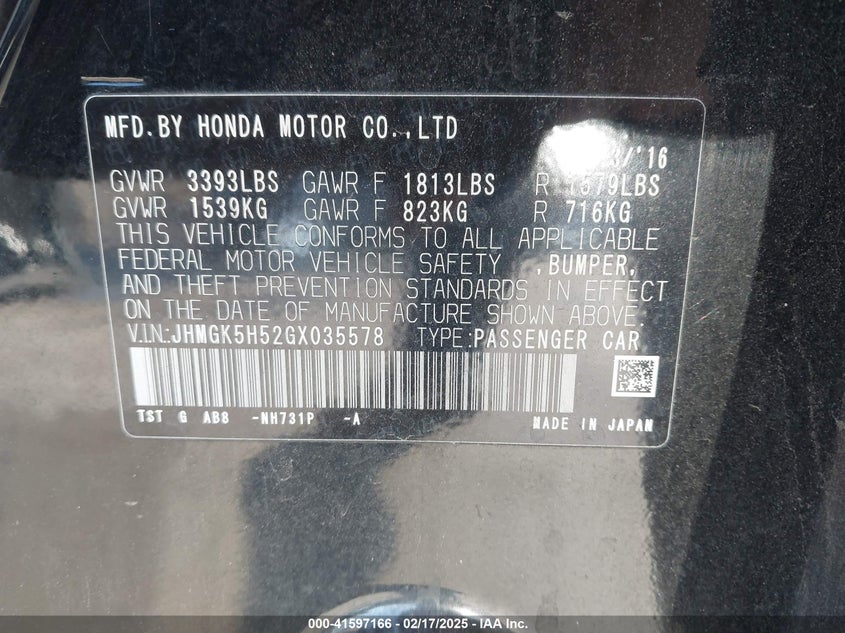 MFD.BY HONDA MOTOR CO.,LTD
/'16
GVWR 3393LBS GAWR F 1813LBS R 1579LBS
GVWR 1539KG GAWR F 823KG R 716KG
THIS VEHICLE CONFORMS TO ALL APPLICABLE
FEDERAL MOTOR VEHICLE SAFETY ,BUMPER,
AND THEFT PREVENTION STANDARDS IN EFFECT
ON THE DATE OF MANUFACTURE SHOWN ABOVE.
V.I.N.:JHMGK5H52GX035578 TYPE:PASSENGER CAR
TST G AB8 -NH731P -A MADE IN JAPAN
000-41597166 - 02/17/2025 - IAA Inc.